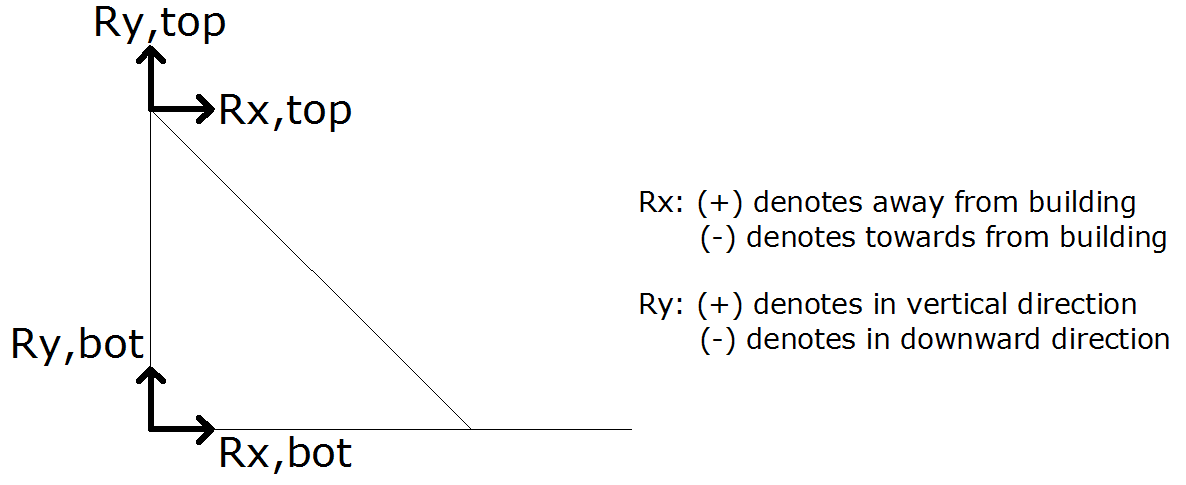 Ry,top
Rx,top
Rx: (+) denotes away from building
(-) denotes towards from building
Ry: (+) denotes in vertical direction
(-) denotes in downward direction
Ry,bot
Rx,bot